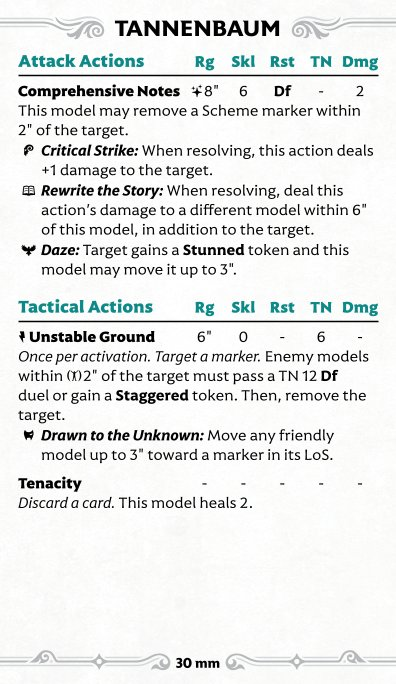 TANNENBAUM
Attack Actions Rg Skl Rst TN Dmg
Comprehensive Notes 8" 6 Df - 2
This model may remove a Scheme marker within
2" of the target.
Critical Strike: When resolving, this action deals
+1 damage to the target.
Rewrite the Story: When resolving, deal this
action's damage to a different model within 6"
of this model, in addition to the target.
Daze: Target gains a Stunned token and this
model may move it up to 3".
Tactical Actions Rg Skl Rst TN Dmg
Unstable Ground 6" 0 - 6 -
Once per activation. Target a marker. Enemy models
within 2" of the target must pass a TN 12 Df
duel or gain a Staggered token. Then, remove the
target.
Drawn to the Unknown: Move any friendly
model up to 3" toward a marker in its LoS.
Tenacity - - - - -
Discard a card. This model heals 2.
30 mm